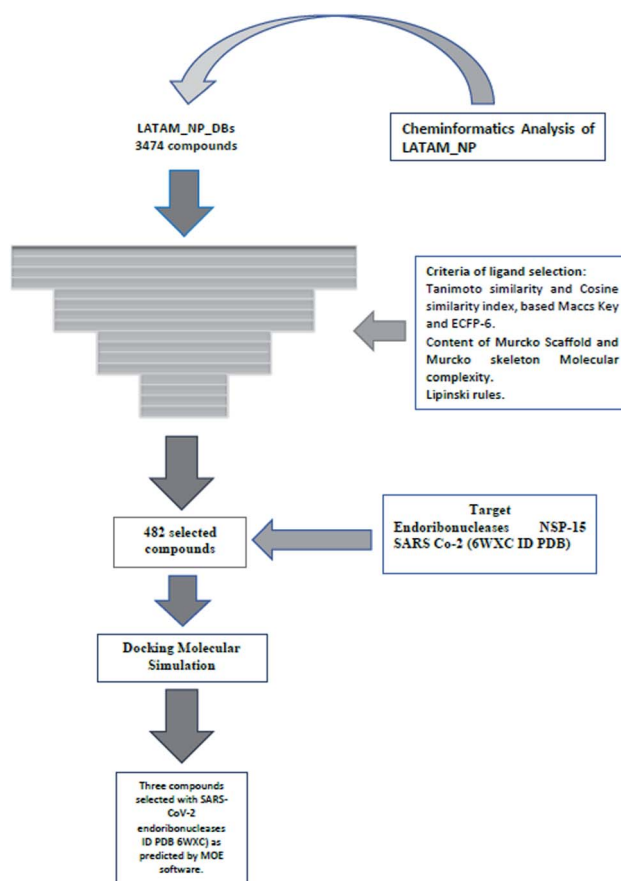 LATAM_NP_DBs
3474 compounds
Cheminformatics Analysis of
LATAM_NP
Criteria of ligand selection:
Tanimoto similarity and Cosine
similarity index, based Maccs Key
and ECFP-6.
Content of Murcko Scaffold and
Murcko skeleton Molecular
complexity.
Lipinski rules.
482 selected
compounds
Target
Endoribonucleases NSP-15
SARS Co-2 (6WXC ID PDB)
Docking Molecular
Simulation
Three compounds
selected with SARS-
CoV-2
endoribonucleases
ID PDB 6WXC) as
predicted by MOE
software.